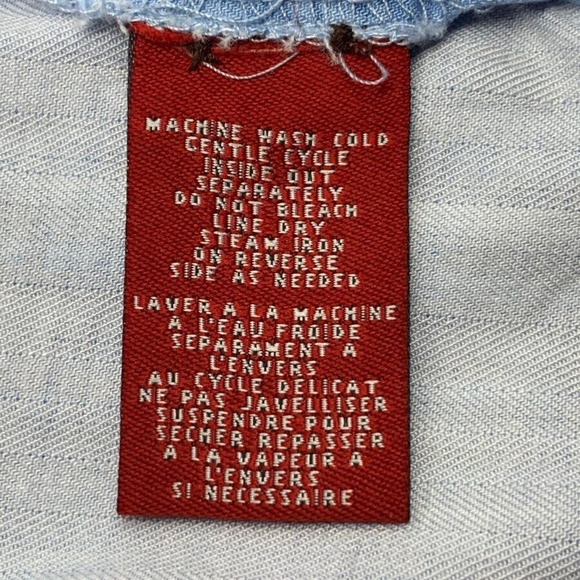 MACHINE WASH COLD
GENTLE CYCLE
INSIDE OUT
SEPARATELY
DO NOT BLEACH
LINE DRY
STEAM IRON
ON REVERSE
SIDE AS NEEDED
LAVER A LA MACHINE
A L'EAU FROIDE
SEPARAMENT A
L'ENVERS
AU CYCLE DELICAT
NE PAS JAVELLISER
SUSPENDRE POUR
SECHER REPASSER
A LA VAPEUR A
L'ENVERS
SI NECESSAIRE